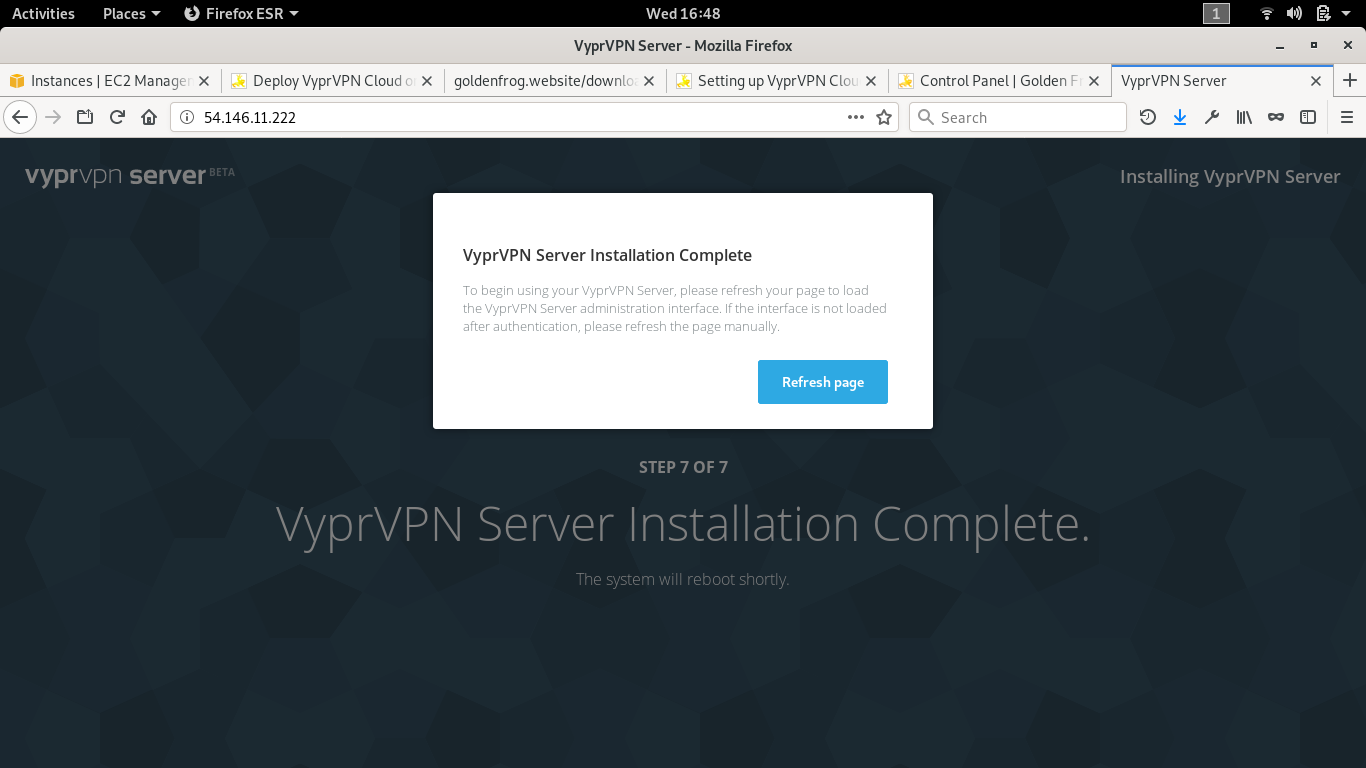 Activities Places Firefox ESR Wed 16:48 1
VyprVPN Server - Mozilla Firefox
Instances | EC2 Manager Deploy VyprVPN Cloud goldenfrog.website/downlo Setting up VyprVPN Clou Control Panel | Golden F VyprVPN Server
54.146.11.222 Search
vyprvpn server BETA Installing VyprVPN Server
VyprVPN Server Installation Complete
To begin using your VyprVPN Server, please refresh your page to load
the VyprVPN Server administration interface. If the interface is not loaded
after authentication, please refresh the page manually.
Refresh page
STEP 7 OF 7
VyprVPN Server Installation Complete.
The system will reboot shortly.